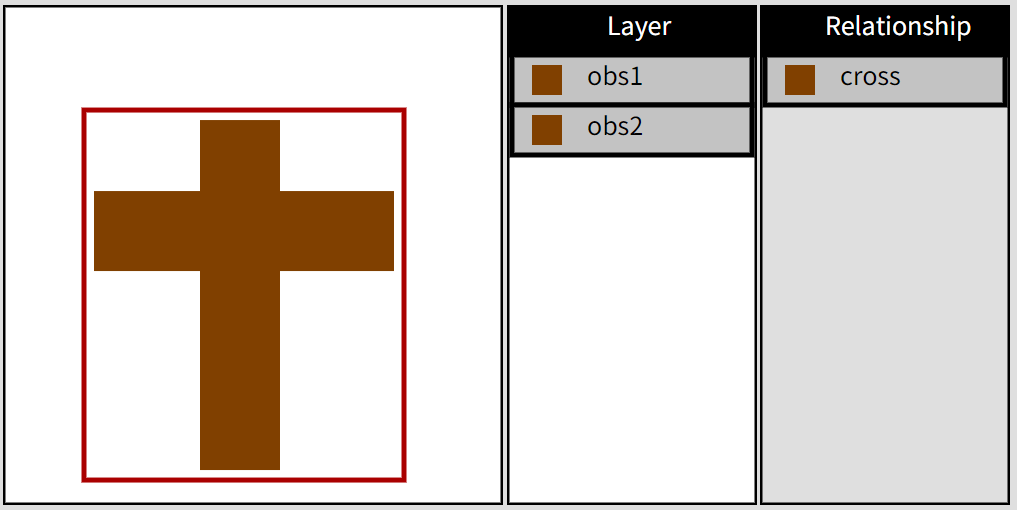 Layer
obs1
obs2
Relationship
cross